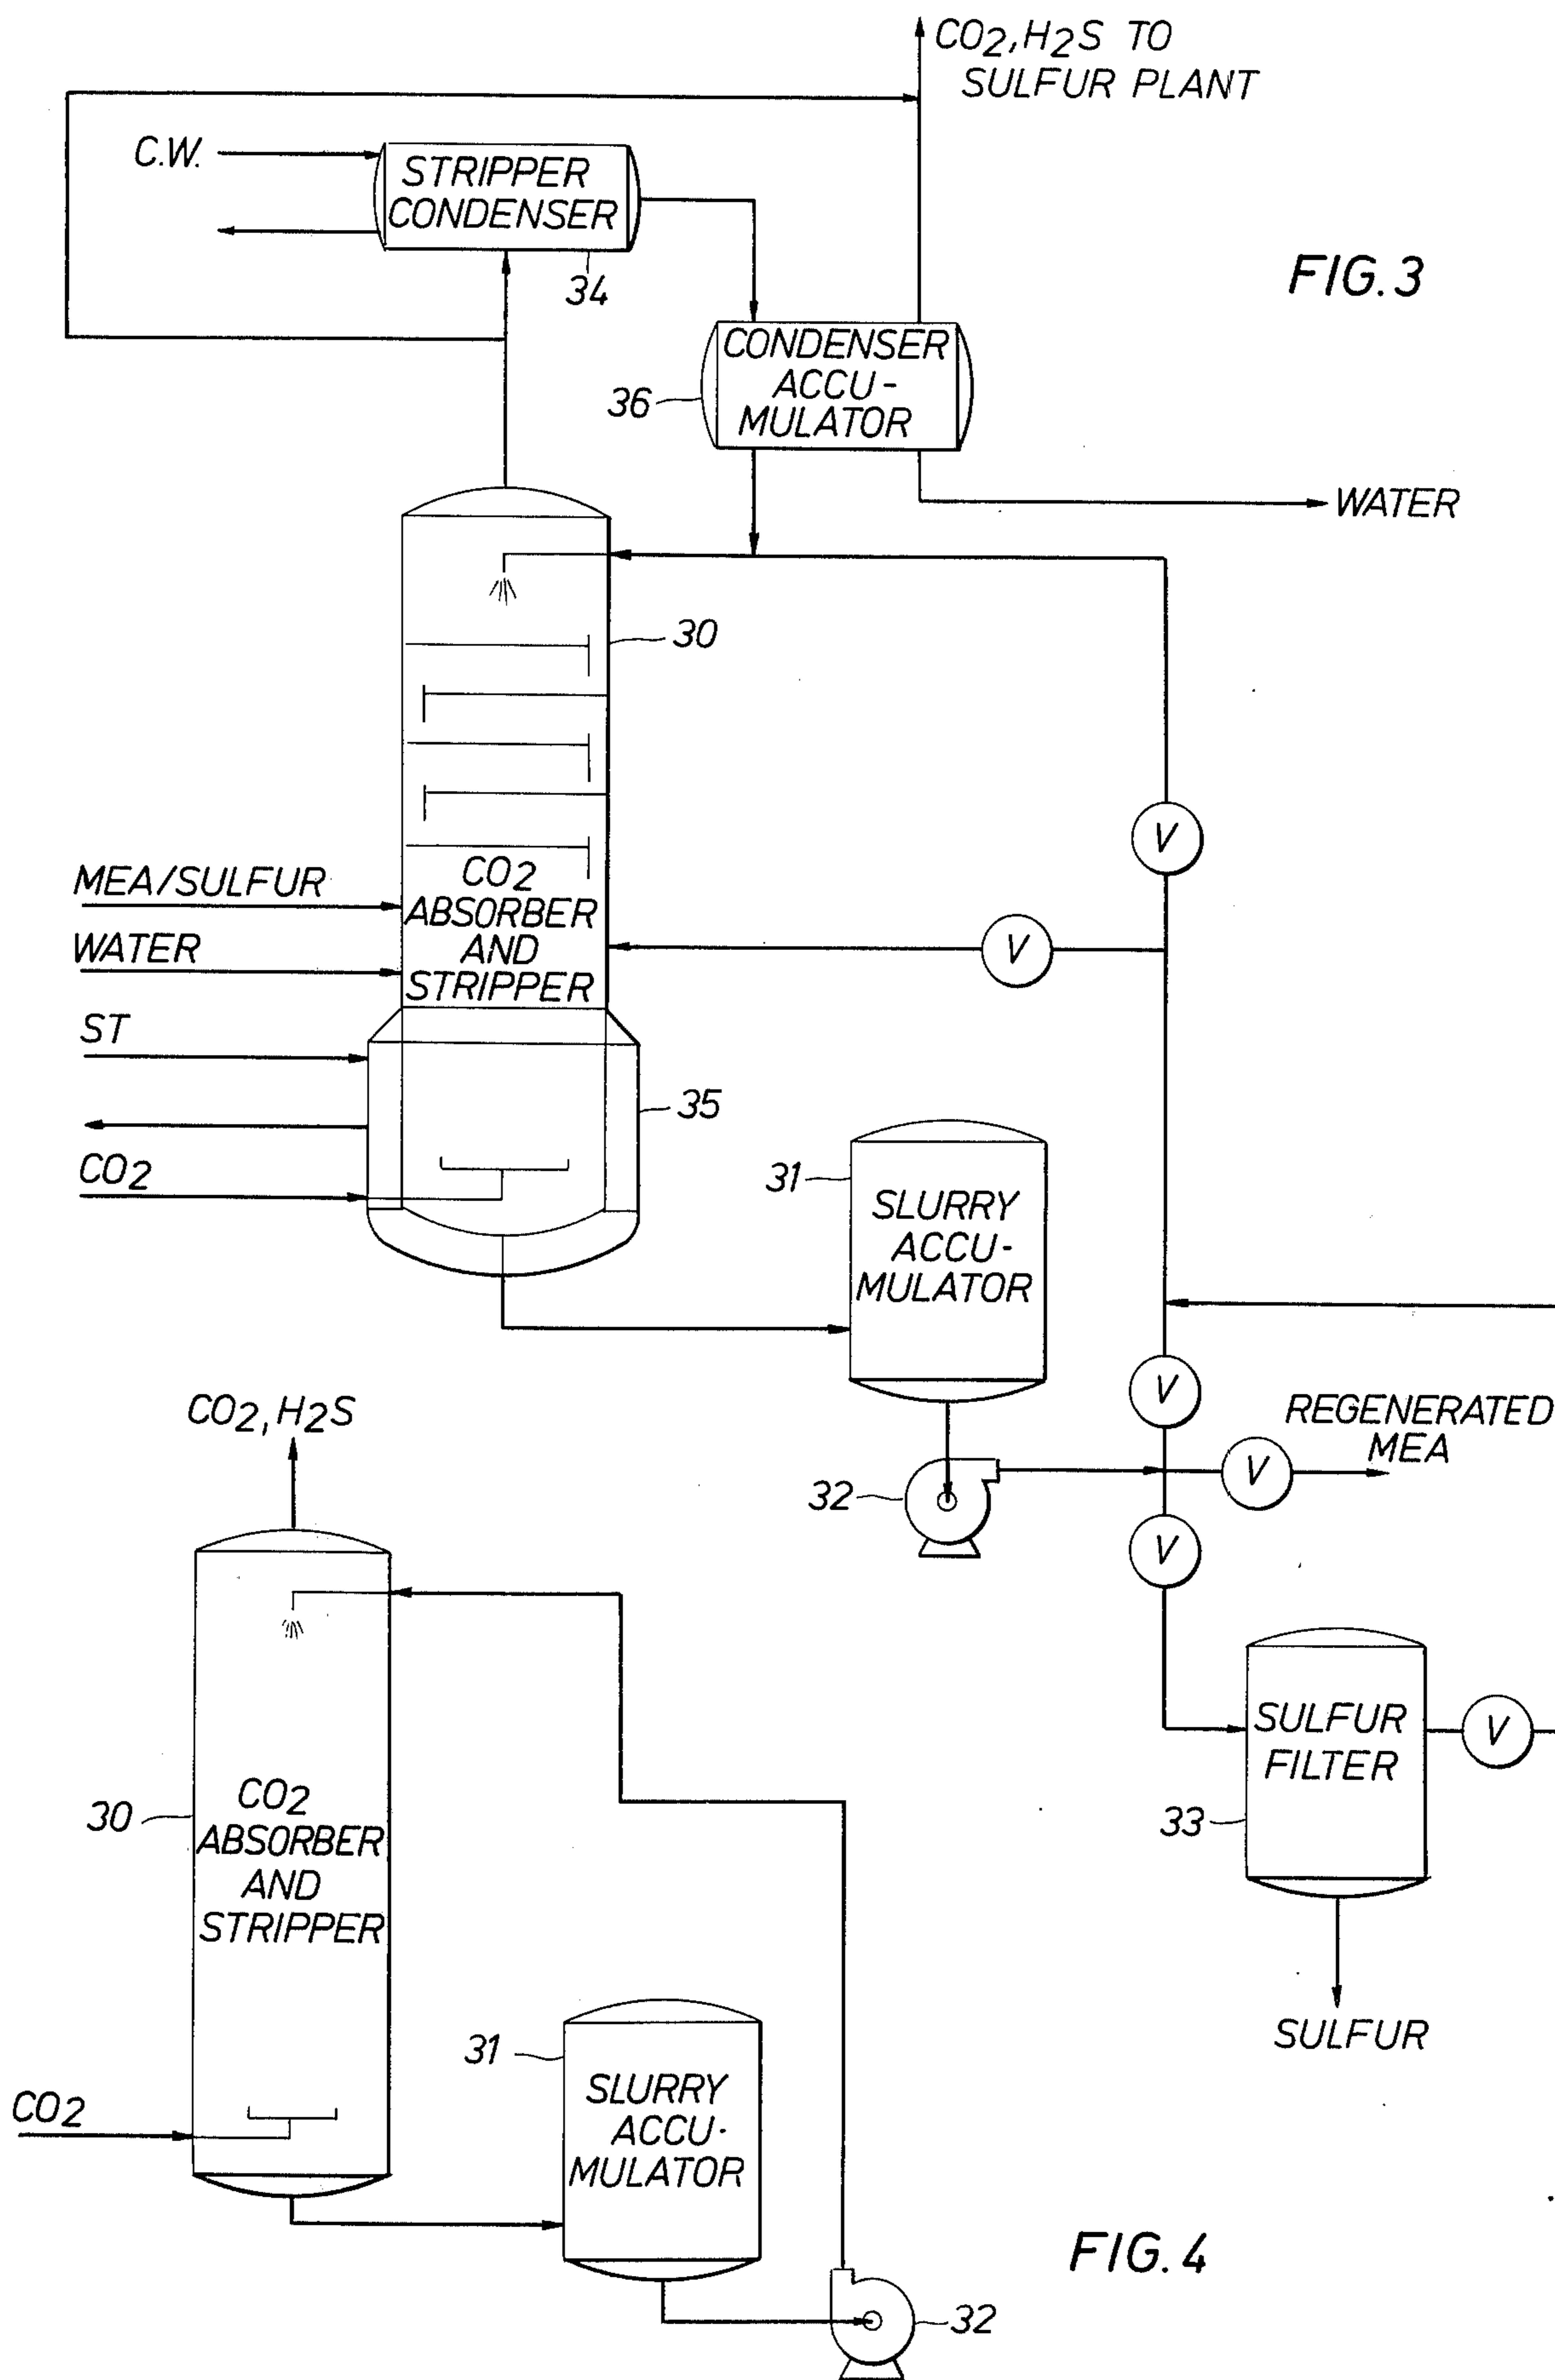 CO2, H2S TO
SULFUR PLANT
C.W.
STRIPPER
CONDENSER
34
FIG. 3
CONDENSER
ACCU-
MULATOR
36
WATER
30
MEA/SULFUR
CO2
ABSORBER
AND
STRIPPER
WATER
V
V
ST
35
CO2
31
SLURRY
ACCU-
MULATOR
V
REGENERATED
MEA
V
32
V
SULFUR
FILTER
V
33
SULFUR
CO2, H2S
30
CO2
ABSORBER
AND
STRIPPER
CO2
31
SLURRY
ACCU-
MULATOR
32
FIG. 4